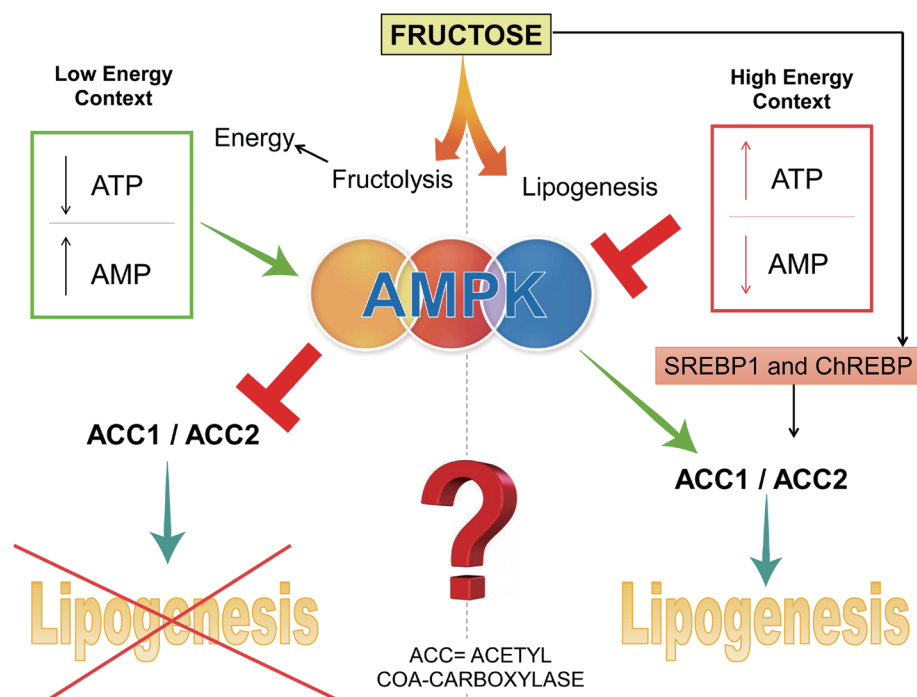 FRUCTOSE
Low Energy
Context
High Energy
Context
Energy
Fructolysis
Lipogenesis
ATP
AMP
ATP
AMP
AMPK
SREBP1 and ChREBP
ACC1 / ACC2
ACC1 / ACC2
?
Lipogenesis
Lipogenesis
ACC= ACETYL
COA-CARBOXYLASE